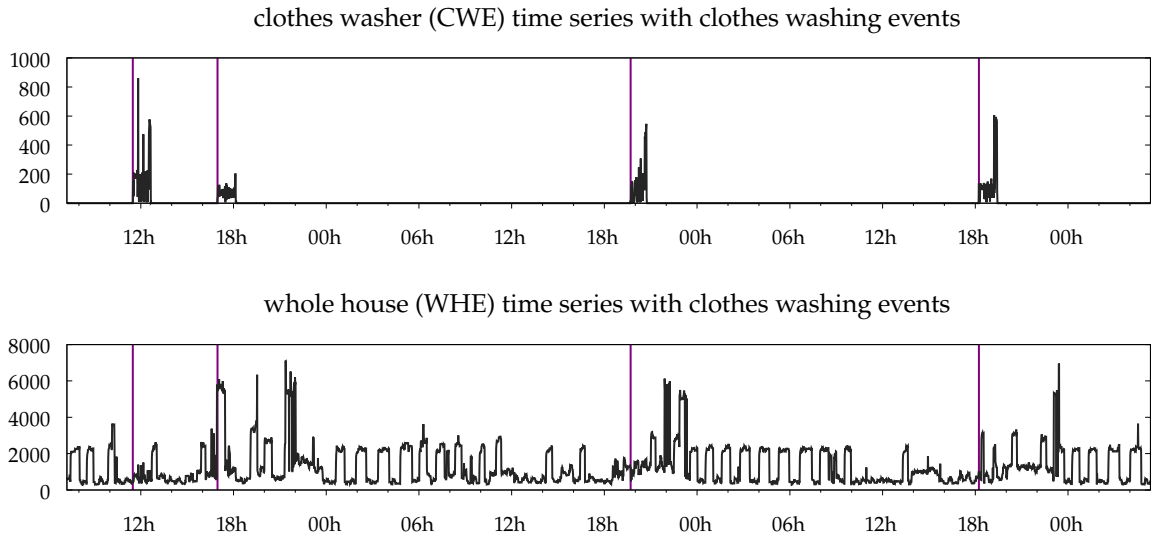 clothes washer (CWE) time series with clothes washing events
1000
800
600
400
200
0
12h 18h 00h 06h 12h 18h 00h 06h 12h 18h 00h
whole house (WHE) time series with clothes washing events
8000
6000
4000
2000
0
12h 18h 00h 06h 12h 18h 00h 06h 12h 18h 00h